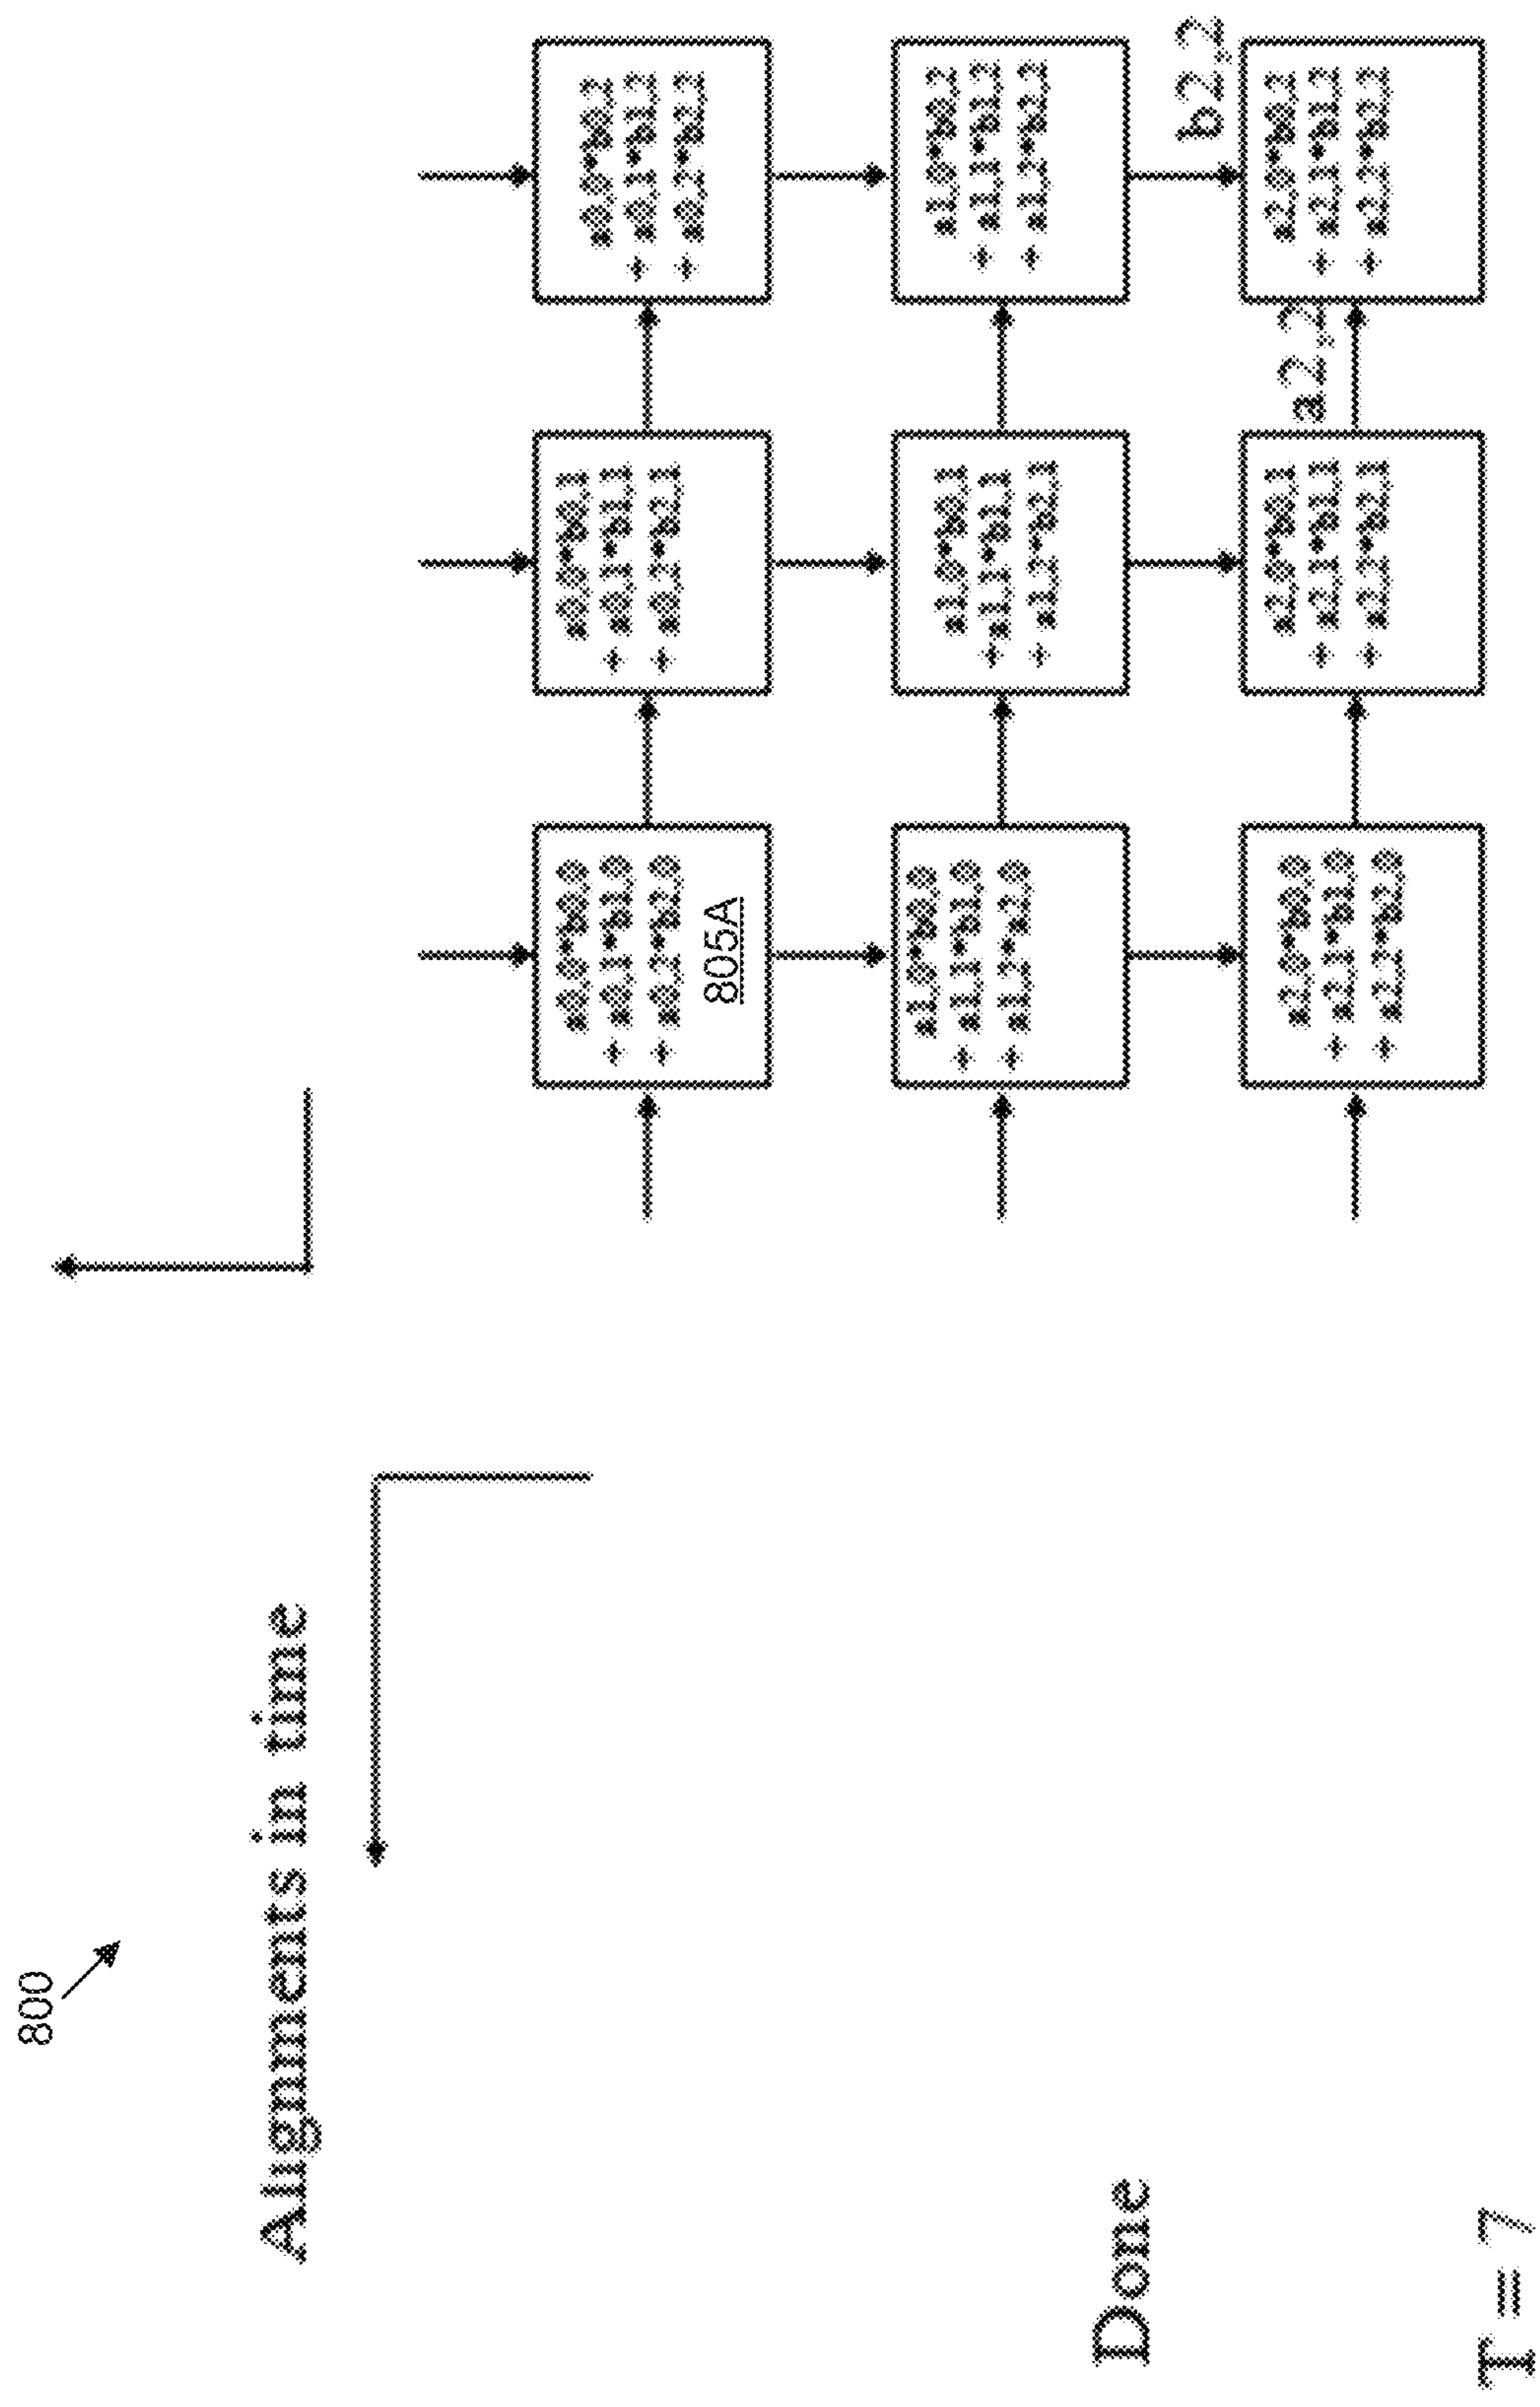 800
Alignments in time
a0,0*b0,0
+ a0,1*b1,0
+ a0,2*b2,0
805A
a0,0*b0,1
+ a0,1*b1,1
+ a0,2*b2,1
a0,0*b0,2
+ a0,1*b1,2
+ a0,2*b2,2
a1,0*b0,0
+ a1,1*b1,0
+ a1,2*a2,0
a1,0*b0,1
+a1,1*b1,1
+ a1,2*b2,1
a1,0*b0,2
+ a1,1*b1,2
+ a1,2*b2,2
Done
b2,2
a2,2
a2,0*b0,0
+ a2,1*b1,0
+ a2,2*b2,0
a2,0*b0,1
+ a2,1*b1,1
+ a2,2*b2,1
a2,0*b0,2
+ a2,1*b1,2
+ a2,2*b2,2
T = 7